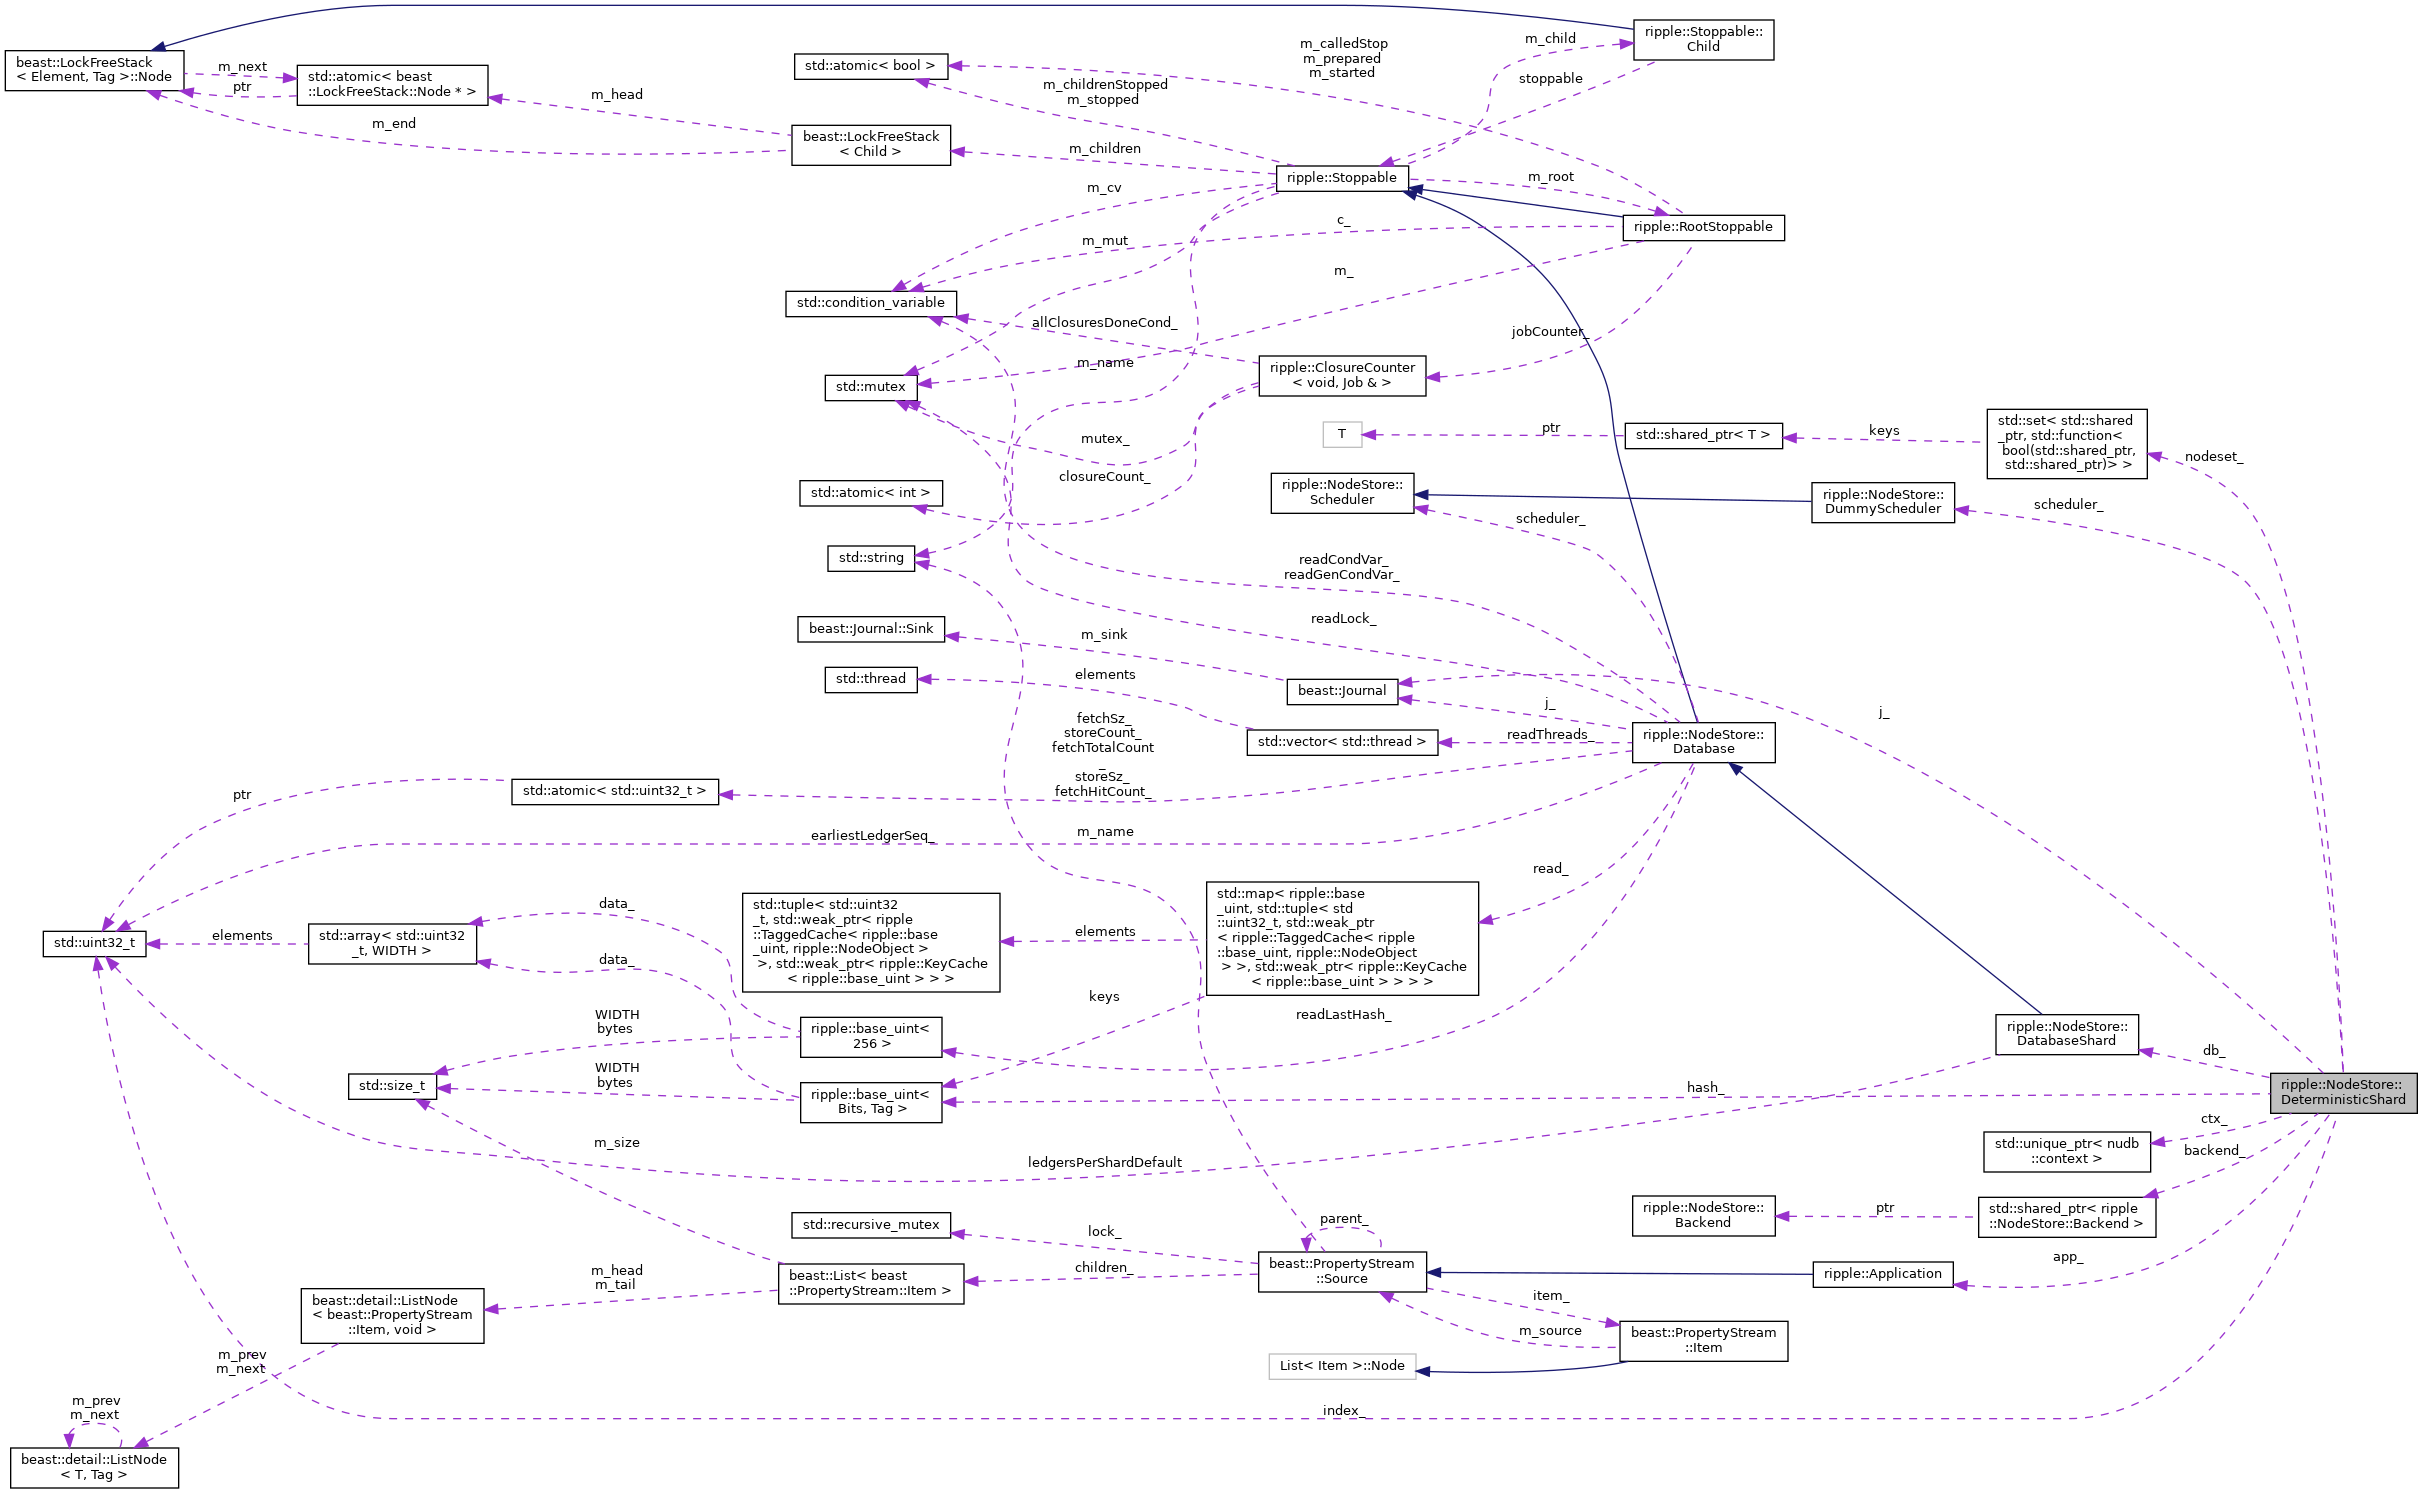 ripple::Stoppable::
Child
m_child
stoppable
m_calledStop
m_prepared
m_started
std::atomic< bool >
m_childrenStopped
m_stopped
beast::LockFreeStack
< Element, Tag >::Node
m_next
ptr
std::atomic< beast
::LockFreeStack::Node * >
m_head
m_end
beast::LockFreeStack
< Child >
m_children
ripple::Stoppable
m_root
m_cv
c_
ripple::RootStoppable
m_mut
m_
std::condition_variable
allClosuresDoneCond_
jobCounter_
m_name
ripple::ClosureCounter
< void, Job & >
std::mutex
mutex_
T
ptr
std::shared_ptr< T >
keys
std::set< std::shared
_ptr, std::function<
bool(std::shared_ptr,
std::shared_ptr)> >
nodeset_
closureCount_
std::atomic< int >
ripple::NodeStore::
Scheduler
ripple::NodeStore::
DummyScheduler
scheduler_
scheduler_
std::string
readCondVar_
readGenCondVar_
readLock_
beast::Journal::Sink
m_sink
std::thread
elements
beast::Journal
j_
j_
std::vector< std::thread >
readThreads_
ripple::NodeStore::
Database
fetchSz_
storeCount_
fetchTotalCount
_
storeSz_
fetchHitCount_
ptr
std::atomic< std::uint32_t >
earliestLedgerSeq_
m_name
read_
std::map< ripple::base
_uint, std::tuple< std
::uint32_t, std::weak_ptr
< ripple::TaggedCache< ripple
::base_uint, ripple::NodeObject
> >, std::weak_ptr< ripple::KeyCache
< ripple::base_uint > > > >
std::tuple< std::uint32
_t, std::weak_ptr< ripple
::TaggedCache< ripple::base
_uint, ripple::NodeObject >
>, std::weak_ptr< ripple::KeyCache
< ripple::base_uint > > >
elements
data_
std::uint32_t
elements
std::array< std::uint32
_t, WIDTH >
data_
keys
readLastHash_
WIDTH
bytes
ripple::base_uint<
256 >
ripple::NodeStore::
DatabaseShard
db_
ripple::NodeStore::
DeterministicShard
std::size_t
WIDTH
bytes
ripple::base_uint<
Bits, Tag >
hash_
ctx_
m_size
ledgersPerShardDefault
std::unique_ptr< nudb
::context >
backend_
ripple::NodeStore::
Backend
ptr
std::shared_ptr< ripple
::NodeStore::Backend >
std::recursive_mutex
lock_
parent_
children_
beast::PropertyStream
::Source
ripple::Application
app_
m_head
m_tail
beast::List< beast
::PropertyStream::Item >
beast::detail::ListNode
< beast::PropertyStream
::Item, void >
item_
m_source
beast::PropertyStream
::Item
List< Item >::Node
m_prev
m_next
m_prev
m_next
index_
beast::detail::ListNode
< T, Tag >